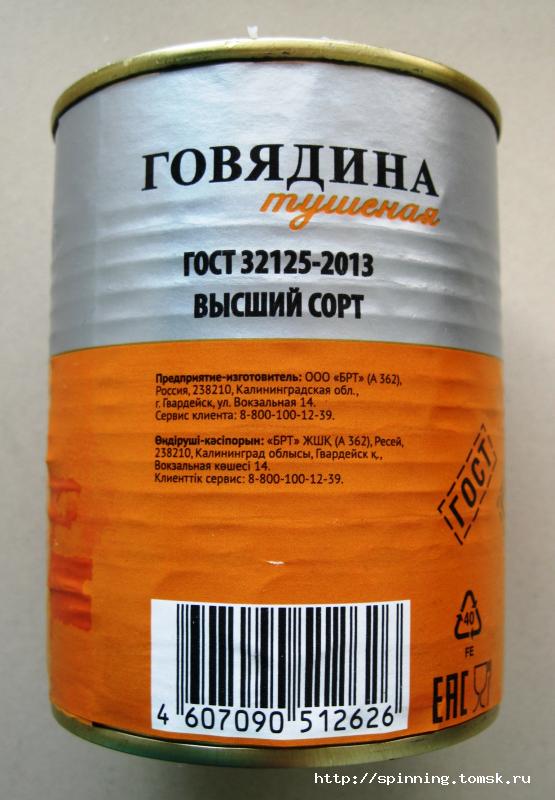 ГОВЯДИНА
тушеная
ГОСТ 32125-2013
ВЫСШИЙ СОРТ
Предприятие-изготовитель: ООО «БРТ» (А 362),
Россия, 238210, Калининградская обл.,
г. Гвардейск, ул. Вокзальная 14.
Сервис клиента: 8-800-100-12-39.
Өндіруші-кәсіпорын: «БРТ» ЖШҚ (А 362), Ресей,
238210, Калининград облысы, Гвардейск қ.,
Вокзальная көшесі 14.
Клиенттік сервис: 8-800-100-12-39.
ГОСТ
40
FE
EAC
4 607090 512626
http://spinning.tomsk.ru